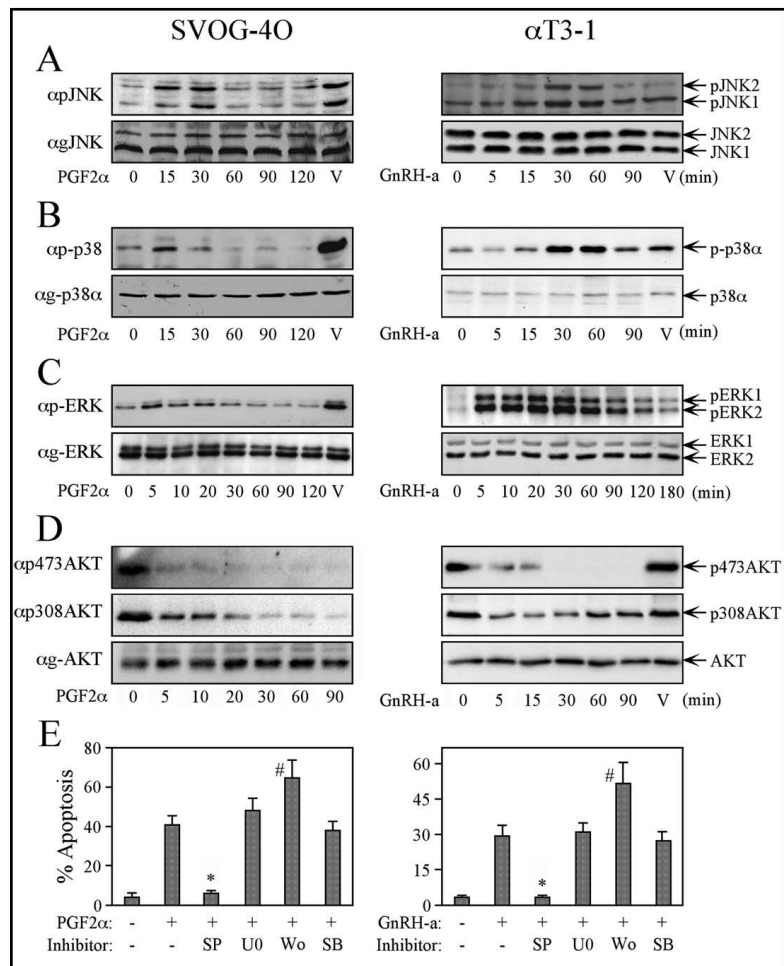 SVOG-4O αT3-1
A
αpJNK pJNK2
pJNK1
αgJNK JNK2
JNK1
PGF2α 0 15 30 60 90 120 V GnRH-a 0 5 15 30 60 90 V (min)
B
αp-p38 p-p38α
αg-p38α p38α
PGF2α 0 15 30 60 90 120 V GnRH-a 0 5 15 30 60 90 V (min)
C
αp-ERK pERK1
pERK2
αg-ERK ERK1
ERK2
PGF2α 0 5 10 20 30 60 90 120 V GnRH-a 0 5 10 20 60 90 120 180 (min)
D
αp473AKT p473AKT
αp308AKT p308AKT
αg-AKT AKT
PGF2α 0 5 10 20 30 60 90 GnRH-a 0 5 15 30 60 90 V (min)
E
% Apoptosis
80
60
40
20
0
* #
60
45
30
15
0
* #
PGF2α: - + + + + + GnRH-a: - + + + + +
Inhibitor: - - SP U0 Wo SB Inhibitor: - - SP U0 Wo SB